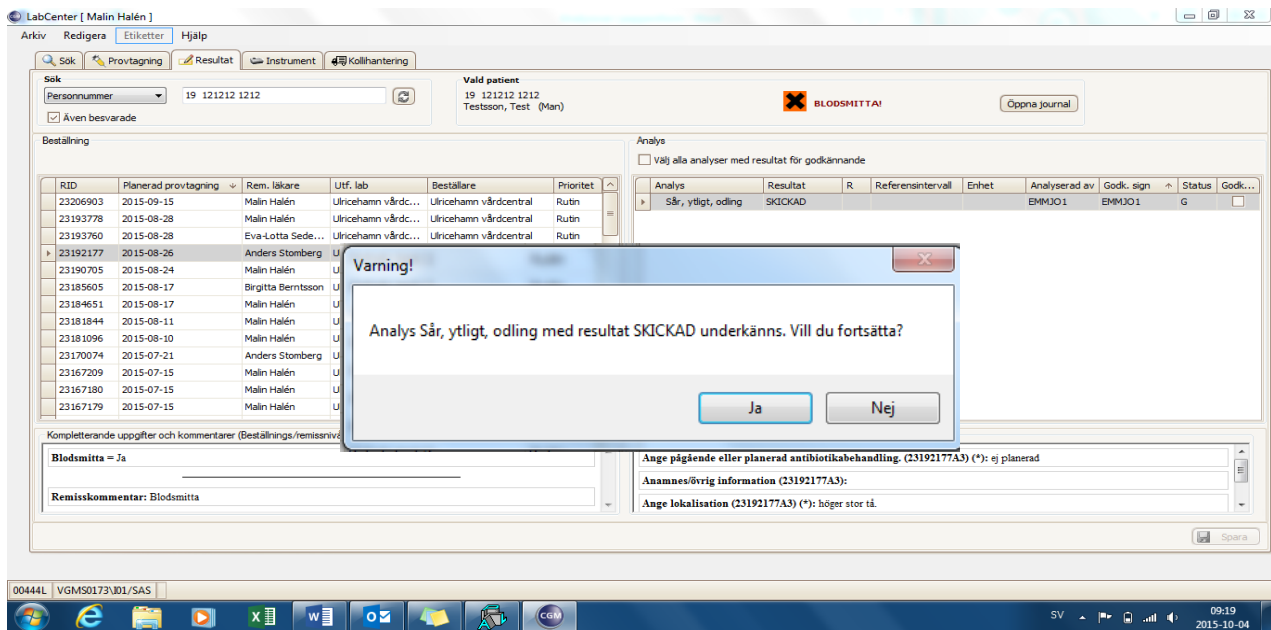 LabCenter [ Malin Halén ]
Arkiv Redigera Etiketter Hjälp
Sök Provtagning Resultat Instrument Kollihantering
Sök
Personnummer 19 121212 1212
Även besvarade
Vald patient
19 121212 1212
Testsson, Test (Man)
BLODSMITTA!
Öppna journal
Beställning
RID Planerad provtagning Rem. läkare Utf. lab Beställare Prioritet
23206903 2015-09-15 Malin Halén Ulricehamn vårdc... Ulricehamn vårdcentral Rutin
23193778 2015-08-28 Malin Halén Ulricehamn vårdc... Ulricehamn vårdcentral Rutin
23193760 2015-08-28 Eva-Lotta Sede... Ulricehamn vårdc... Ulricehamn vårdcentral Rutin
23192177 2015-08-26 Anders Stomberg U
23190705 2015-08-24 Malin Halén U
23185605 2015-08-17 Birgitta Berntsson U
23184651 2015-08-17 Malin Halén U
23181844 2015-08-11 Malin Halén U
23181096 2015-08-10 Malin Halén U
23170074 2015-07-21 Anders Stomberg U
23167209 2015-07-15 Malin Halén U
23167180 2015-07-15 Malin Halén U
23167179 2015-07-15 Malin Halén U
Analys
Välj alla analyser med resultat för godkännande
Analys Resultat R Referensintervall Enhet Analyserad av Godk. sign Status Godk...
Sår, ytligt, odling SKICKAD EMMJO1 EMMJO1 G
Varning!
Analys Sår, ytligt, odling med resultat SKICKAD underkänns. Vill du fortsätta?
Ja Nej
Kompletterande uppgifter och kommentarer (Beställnings/remissnivå
Blodsmitta = Ja
Remisskommentar: Blodsmitta
Ange pågående eller planerad antibiotikabehandling. (23192177A3) (*): ej planerad
Anamnes/övrig information (23192177A3):
Ange lokalisation (23192177A3) (*): höger stor tå.
Spara
00444L VGMS0173\I01/SAS
CGM
SV
09:19
2015-10-04